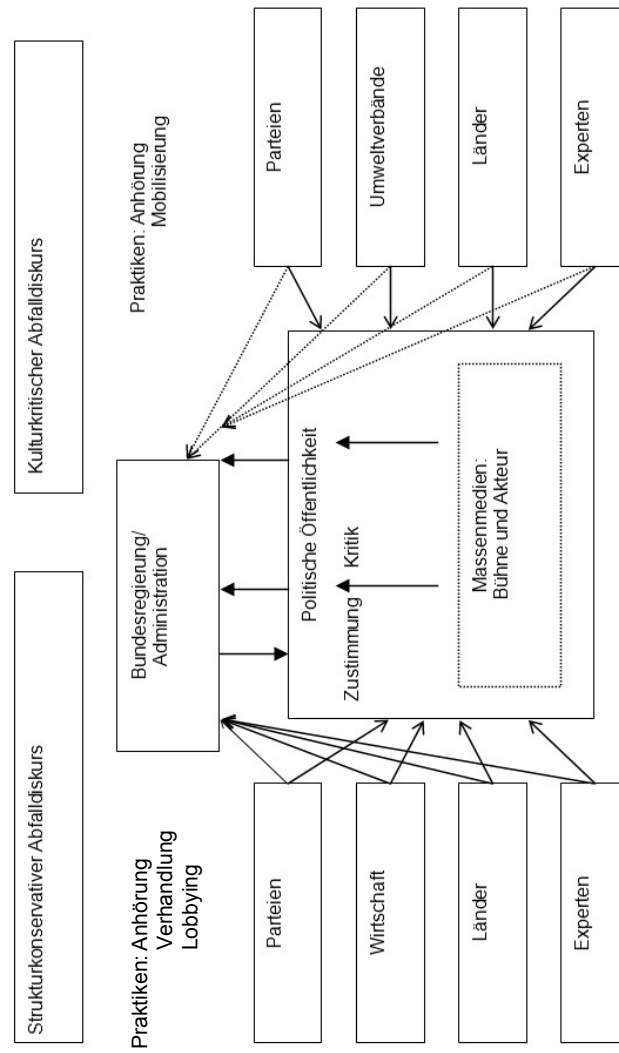 Strukturkonservativer Abfalldiskurs
Kulturkritischer Abfalldiskurs
Praktiken: Anhörung
Verhandlung
Lobbying
Bundesregierung/
Administration
Praktiken: Anhörung
Mobilisierung
Parteien
Wirtschaft
Länder
Experten
Politische Öffentlichkeit
Zustimmung Kritik
Massenmedien:
Bühne und Akteur
Parteien
Umweltverbände
Länder
Experten